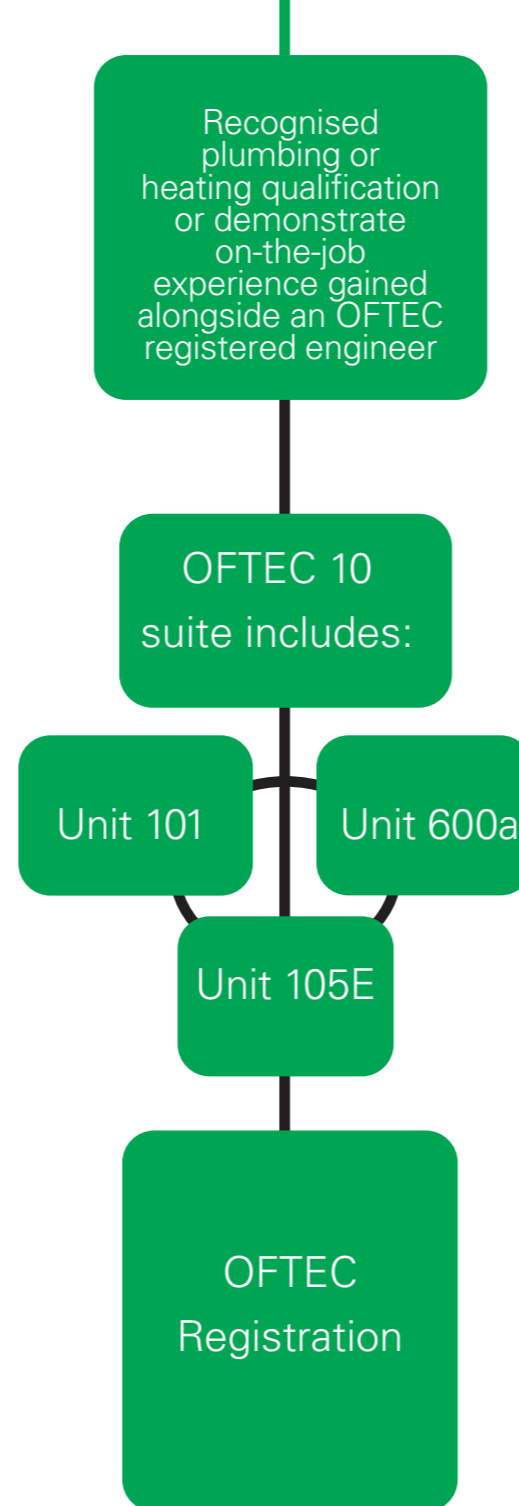 Recognised
plumbing or
heating qualification
or demonstrate
on-the-job
experience gained
alongside an OFTEC
registered engineer
OFTEC 10
suite includes:
Unit 101
Unit 600a
Unit 105E
OFTEC
Registration